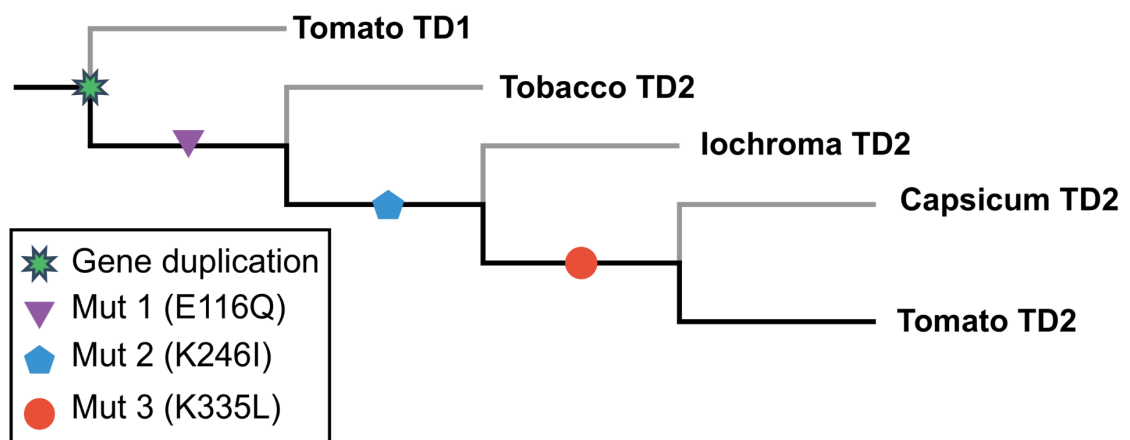 Tomato TD1
Tobacco TD2
Iochroma TD2
Capsicum TD2
Tomato TD2
Gene duplication
Mut 1 (E116Q)
Mut 2 (K246I)
Mut 3 (K335L)